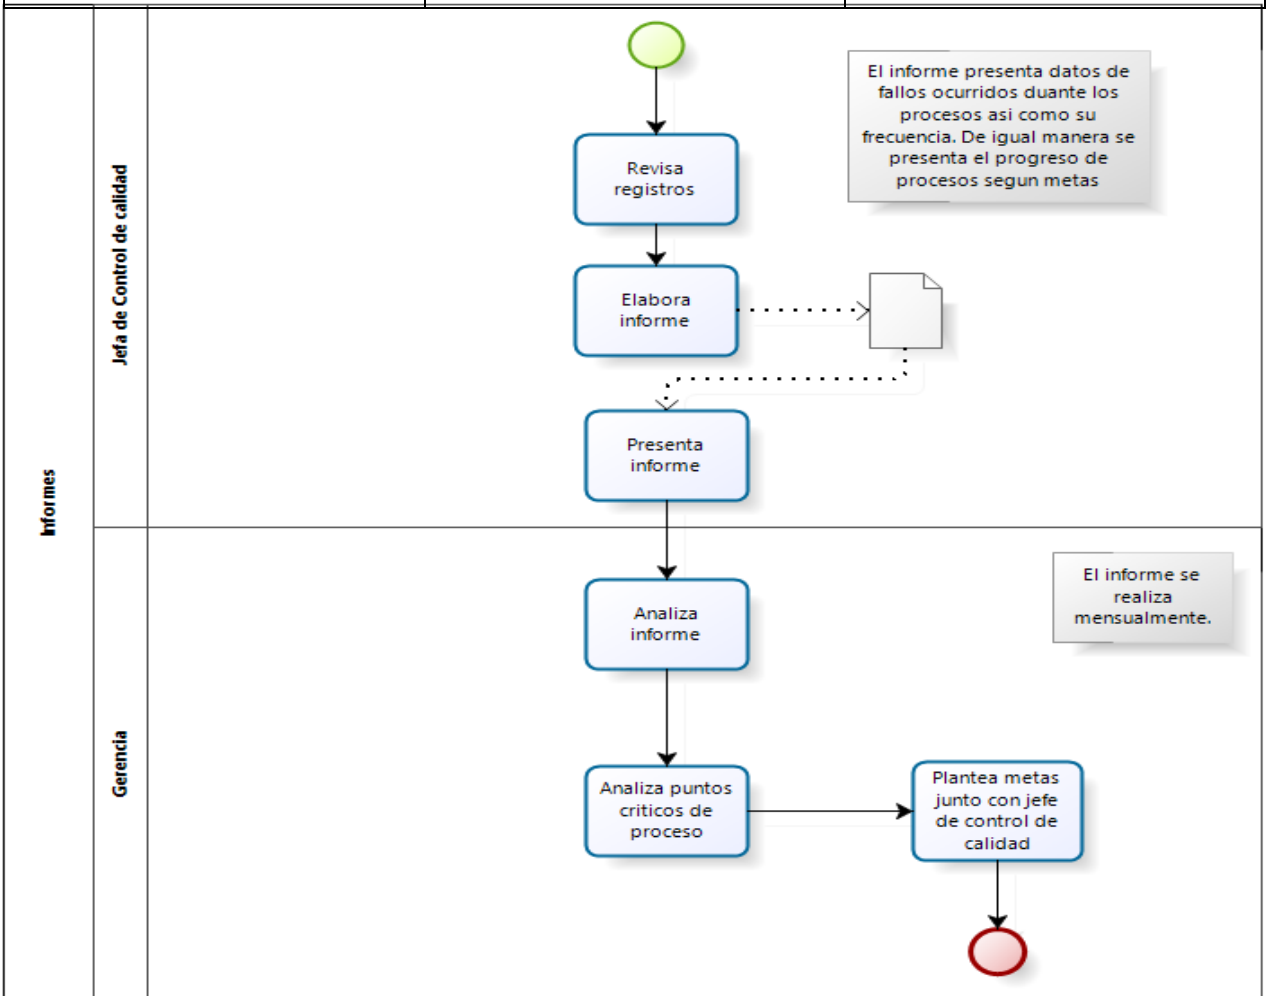 Informes
Jefa de Control de calidad
El informe presenta datos de
fallos ocurridos duante los
procesos asi como su
frecuencia. De igual manera se
presenta el progreso de
procesos segun metas
Revisa
registros
Elabora
informe
Presenta
informe
Gerencia
El informe se
realiza
mensualmente.
Analiza
informe
Analiza puntos
criticos de
proceso
Plantea metas
junto con jefe
de control de
calidad